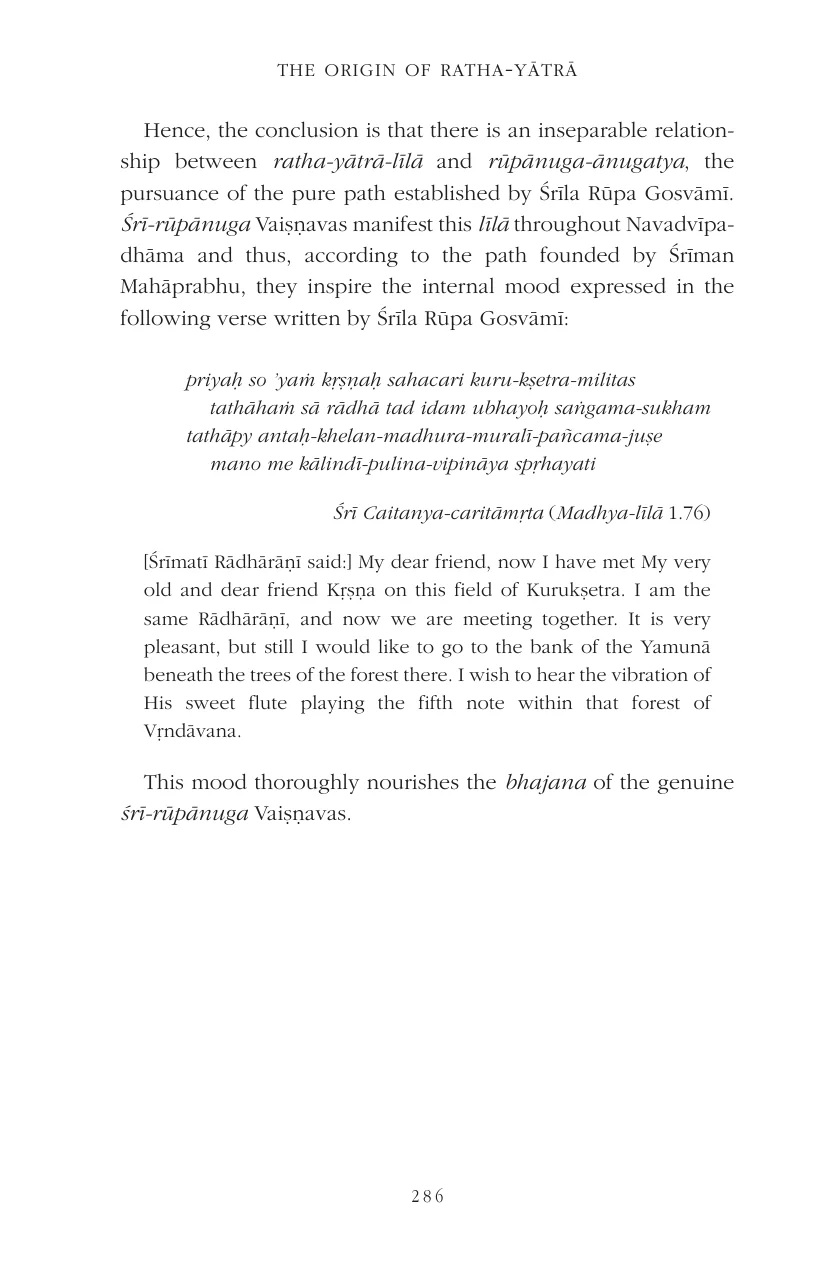 THE ORIGIN OF RATHA-YĀTRĀ
Hence, the conclusion is that there is an inseparable relation-
ship between ratha-yātrā-līlā and rūpānuga-ānugatya, the
pursuance of the pure path established by Śrīla Rūpa Gosvāmī.
Śrī-rūpānuga Vaiṣṇavas manifest this līlā throughout Navadvīpa-
dhāma and thus, according to the path founded by Śrīman
Mahāprabhu, they inspire the internal mood expressed in the
following verse written by Śrīla Rūpa Gosvāmī:
priyaḥ so ’yaṁ kṛṣṇaḥ sahacari kuru-kṣetra-militas
tathāhaṁ sā rādhā tad idam ubhayoḥ saṅgama-sukham
tathāpy antaḥ-khelan-madhura-muralī-pañcama-juṣe
mano me kālindī-pulina-vipināya spṛhayati
Śrī Caitanya-caritāmṛta (Madhya-līlā 1.76)
[Śrīmatī Rādhārāṇī said:] My dear friend, now I have met My very
old and dear friend Kṛṣṇa on this field of Kurukṣetra. I am the
same Rādhārāṇī, and now we are meeting together. It is very
pleasant, but still I would like to go to the bank of the Yamunā
beneath the trees of the forest there. I wish to hear the vibration of
His sweet flute playing the fifth note within that forest of
Vṛndāvana.
This mood thoroughly nourishes the bhajana of the genuine
śrī-rūpānuga Vaiṣṇavas.
286